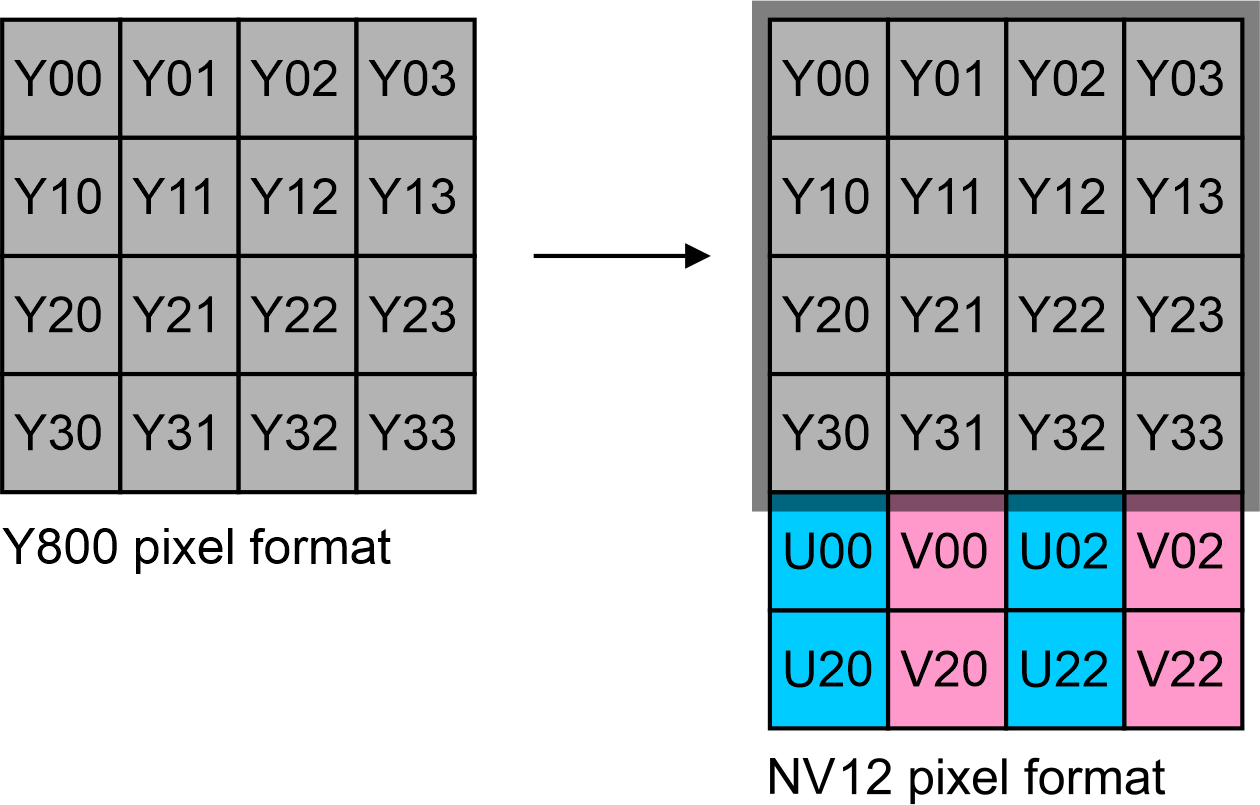 Y00 Y01 Y02 Y03
Y10 Y11 Y12 Y13
Y20 Y21 Y22 Y23
Y30 Y31 Y32 Y33
Y800 pixel format
Y00 Y01 Y02 Y03
Y10 Y11 Y12 Y13
Y20 Y21 Y22 Y23
Y30 Y31 Y32 Y33
U00 V00 U02 V02
U20 V20 U22 V22
NV12 pixel format